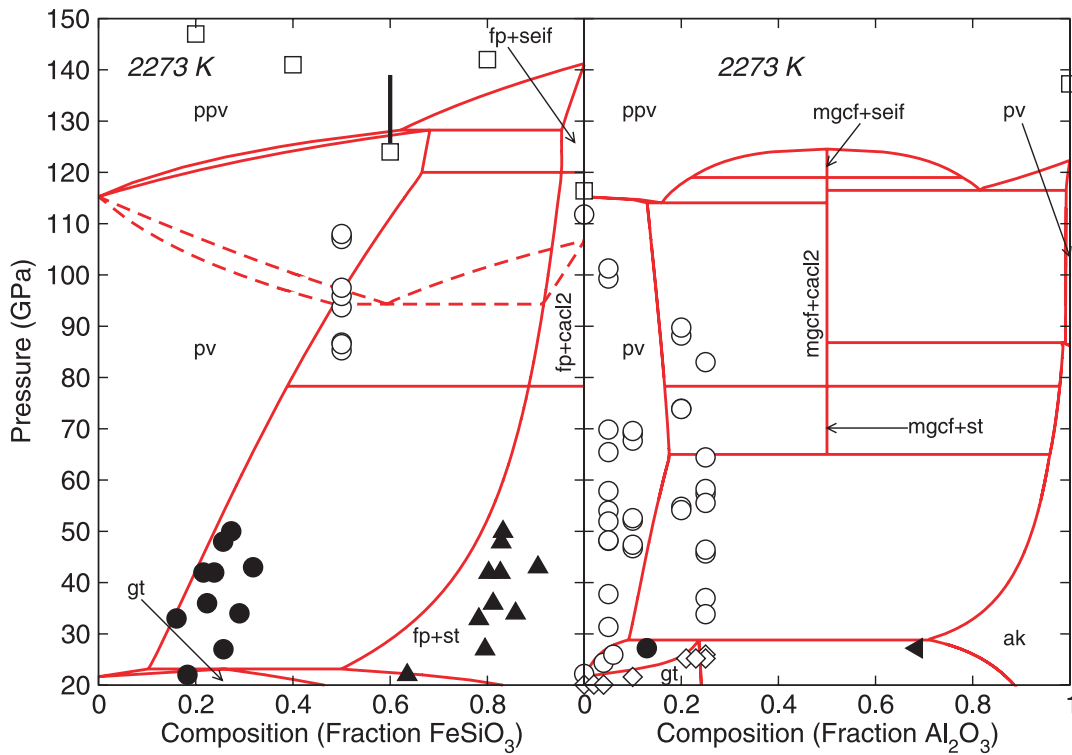 150
140
130
120
110
100
90
80
70
60
50
40
30
20
Pressure (GPa)
2273 K
fp+seif
ppv
pv
fp+cacl2
gt
fp+st
0
0.2
0.4
0.6
0.8
Composition (Fraction FeSiO3)
2273 K
ppv
mgcf+seif
pv
mgcf+cacl2
pv
mgcf+st
gt
ak
0
0.2
0.4
0.6
0.8
1
Composition (Fraction Al2O3)